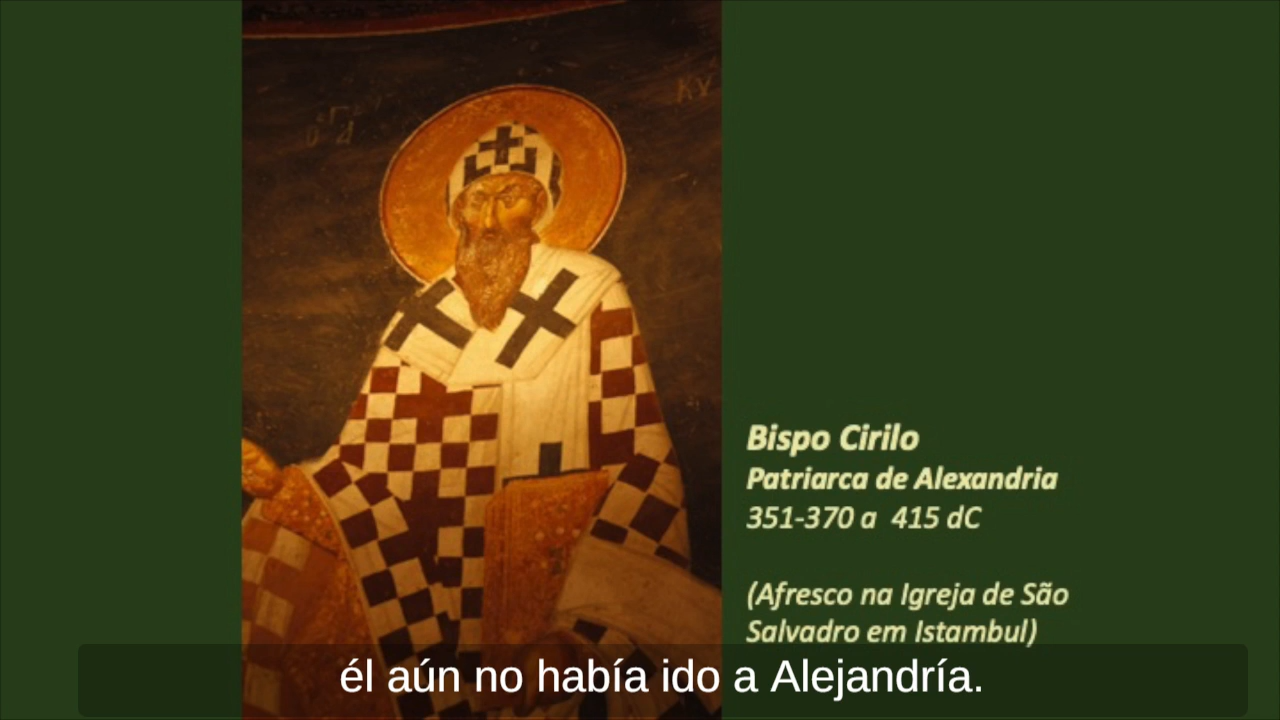 Bispo Cirilo
Patriarca de Alexandria
351-370 a 415 dC
(Afresco na Igreja de São
Salvadro em Istambul)
él aún no había ido a Alejandría.